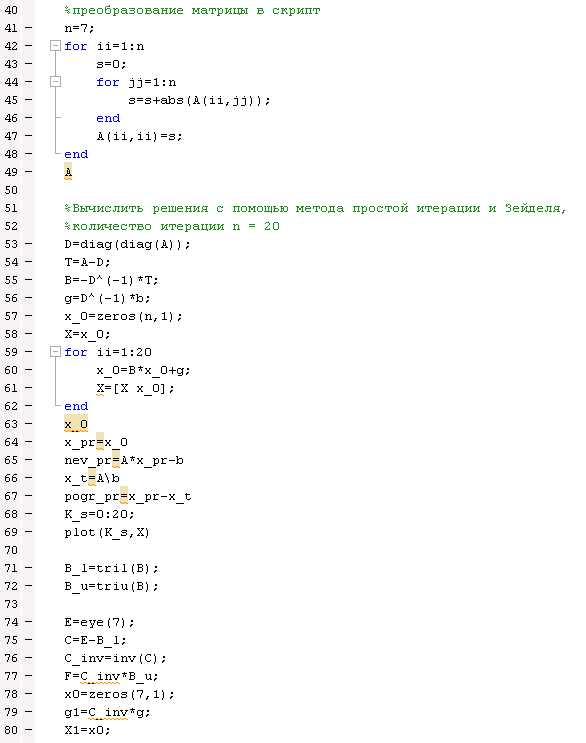 40 – %преобразование матрицы в скрипт
41 – n=7;
42 – for ii=1:n
43 – s=0;
44 – for jj=1:n
45 – s=s+abs(A(ii,jj));
46 – end
47 – A(ii,ii)=s;
48 – end
49 – A
50
51 %Вычислить решения с помощью метода простой итерации и Зейделя,
52 %количество итерации n = 20
53 – D=diag(diag(A));
54 – T=A-D;
55 – B=-D^(-1)*T;
56 – g=D^(-1)*b;
57 – x_0=zeros(n,1);
58 – X=x_0;
59 – for ii=1:20
60 – x_0=B*x_0+g;
61 – X=[X x_0];
62 – end
63 – x_0
64 – x_pr=x_0
65 – nev_pr=A*x_pr-b
66 – x_t=A\b
67 – pogr_pr=x_pr-x_t
68 – K_s=0:20;
69 – plot(K_s,X)
70
71 – B_l=tril(B);
72 – B_u=triu(B);
73
74 – E=eye(7);
75 – C=E-B_l;
76 – C_inv=inv(C);
77 – F=C_inv*B_u;
78 – x0=zeros(7,1);
79 – g1=C_inv*g;
80 – X1=x0;